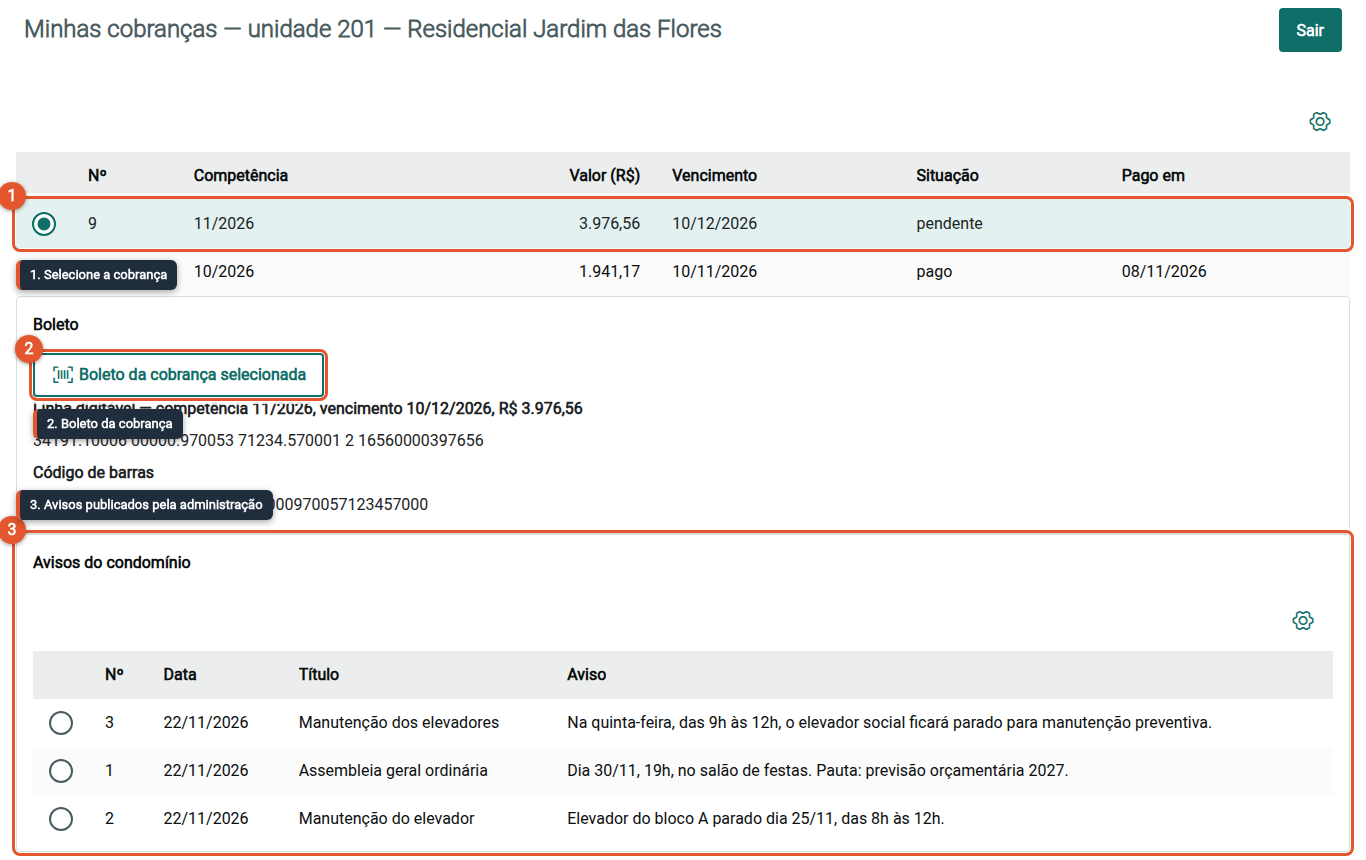 Minhas cobranças — unidade 201 — Residencial Jardim das Flores
Sair
Nº Competência Valor (R$) Vencimento Situação Pago em
1
9 11/2026 3.976,56 10/12/2026 pendente
1. Selecione a cobrança
10/2026 1.941,17 10/11/2026 pago 08/11/2026
Boleto
2
Boleto da cobrança selecionada
Linha digitável — competência 11/2026, vencimento 10/12/2026, R$ 3.976,56
2. Boleto da cobrança
34191.10006 00000.970053 71234.570001 2 16560000397656
Código de barras
3. Avisos publicados pela administração
00970057123457000
3
Avisos do condomínio
Nº Data Título Aviso
3 22/11/2026 Manutenção dos elevadores Na quinta-feira, das 9h às 12h, o elevador social ficará parado para manutenção preventiva.
1 22/11/2026 Assembleia geral ordinária Dia 30/11, 19h, no salão de festas. Pauta: previsão orçamentária 2027.
2 22/11/2026 Manutenção do elevador Elevador do bloco A parado dia 25/11, das 8h às 12h.